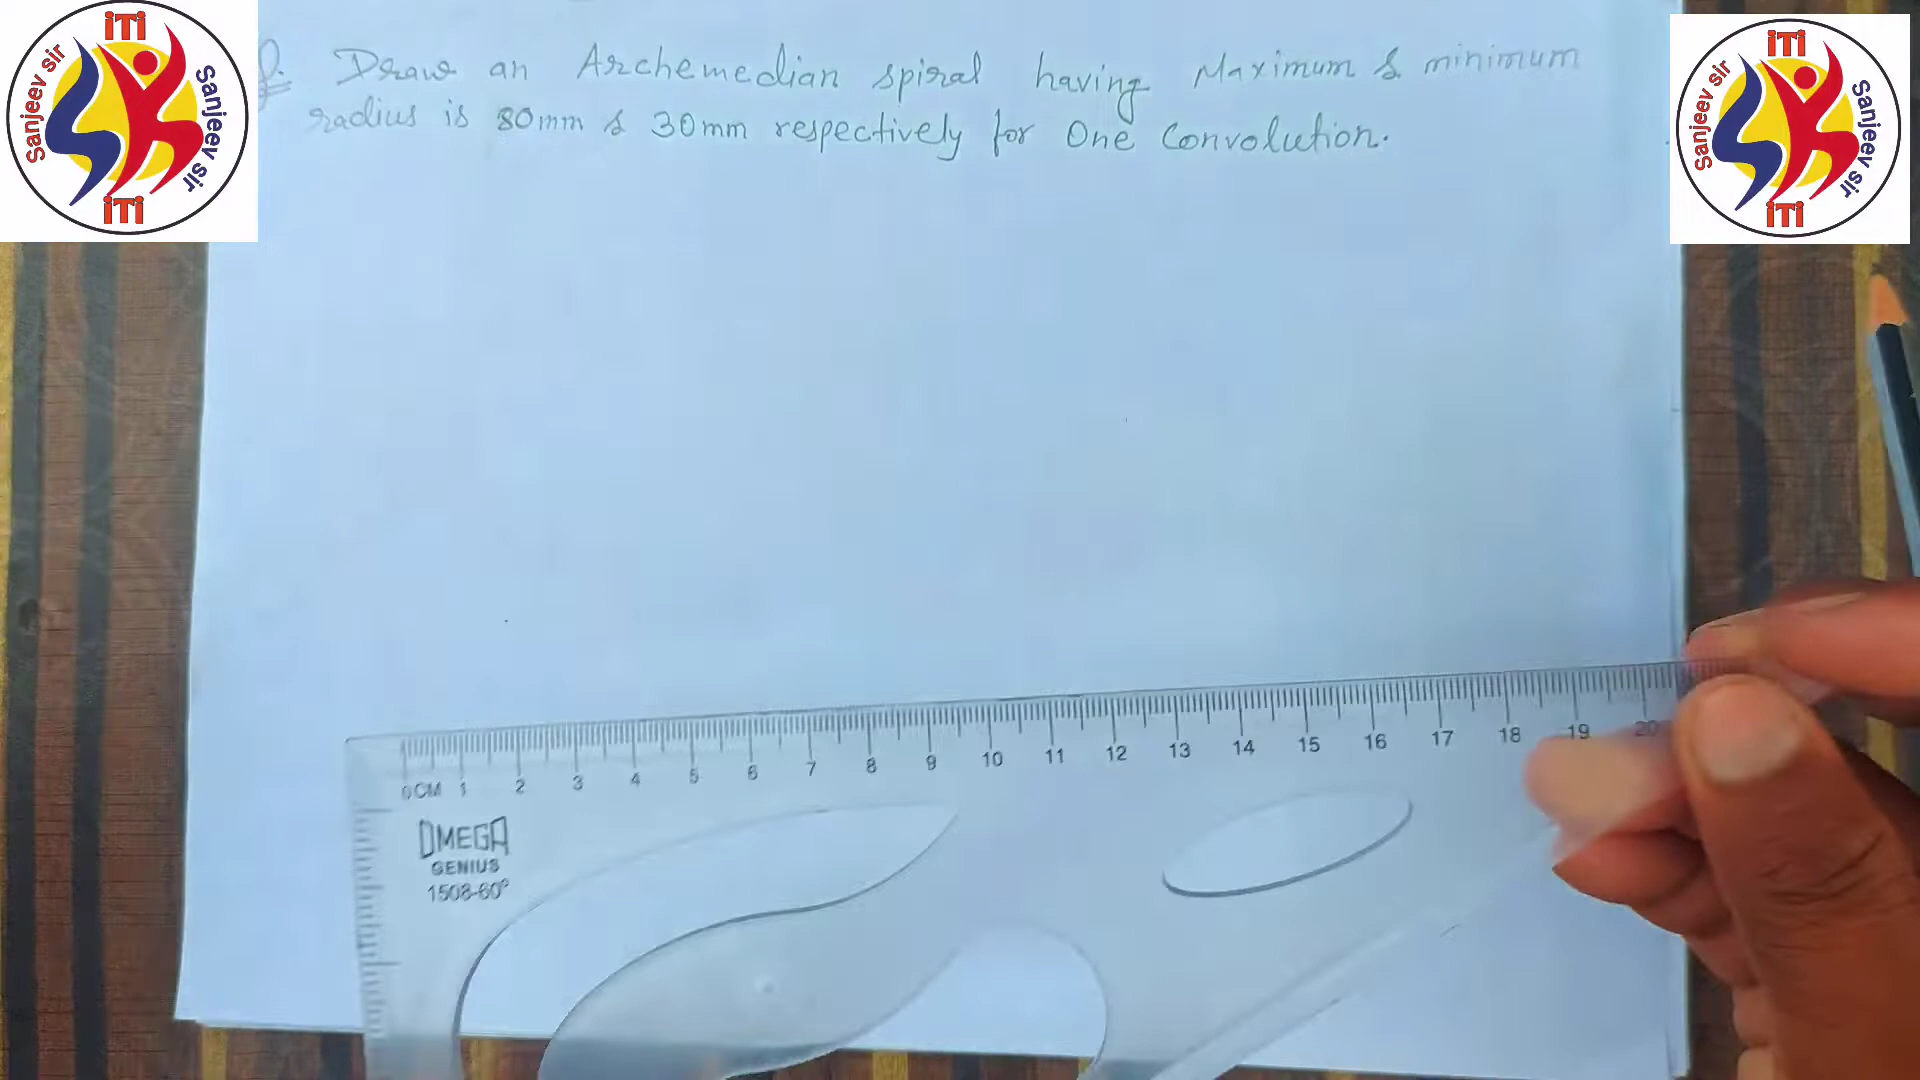 iTi
Sanjeev sir
Sanjeev sir
iTi
Q. Draw an Archemedian spiral having Maximum & minimum
radius is 80mm & 30mm respectively for One Convolution.
iTi
Sanjeev sir
Sanjeev sir
iTi
0CM 1 2 3 4 5 6 7 8 9 10 11 12 13 14 15 16 17 18 19 20
OMEGA
GENIUS
1508-60°